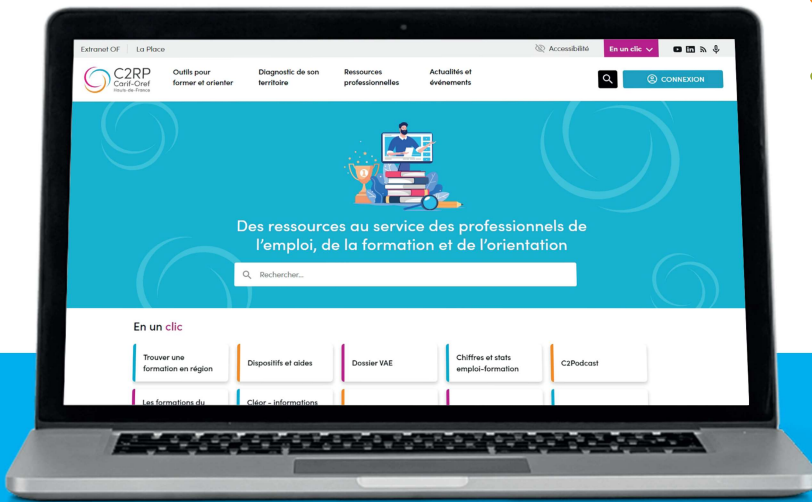 Extranet OF
La Place
Accessibilité
En un clic
C2RP
Carif-Oref
Hauts-de-France
Outils pour
former et orienter
Diagnostic de son
territoire
Ressources
professionnelles
Actualités et
événements
CONNEXION
Des ressources au service des professionnels de
l'emploi, de la formation et de l'orientation
Rechercher...
En un clic
Trouver une
formation en région
Dispositifs et aides
Dossier VAE
Chiffres et stats
emploi-formation
C2Podcast
Les formations du
Cléor - informations